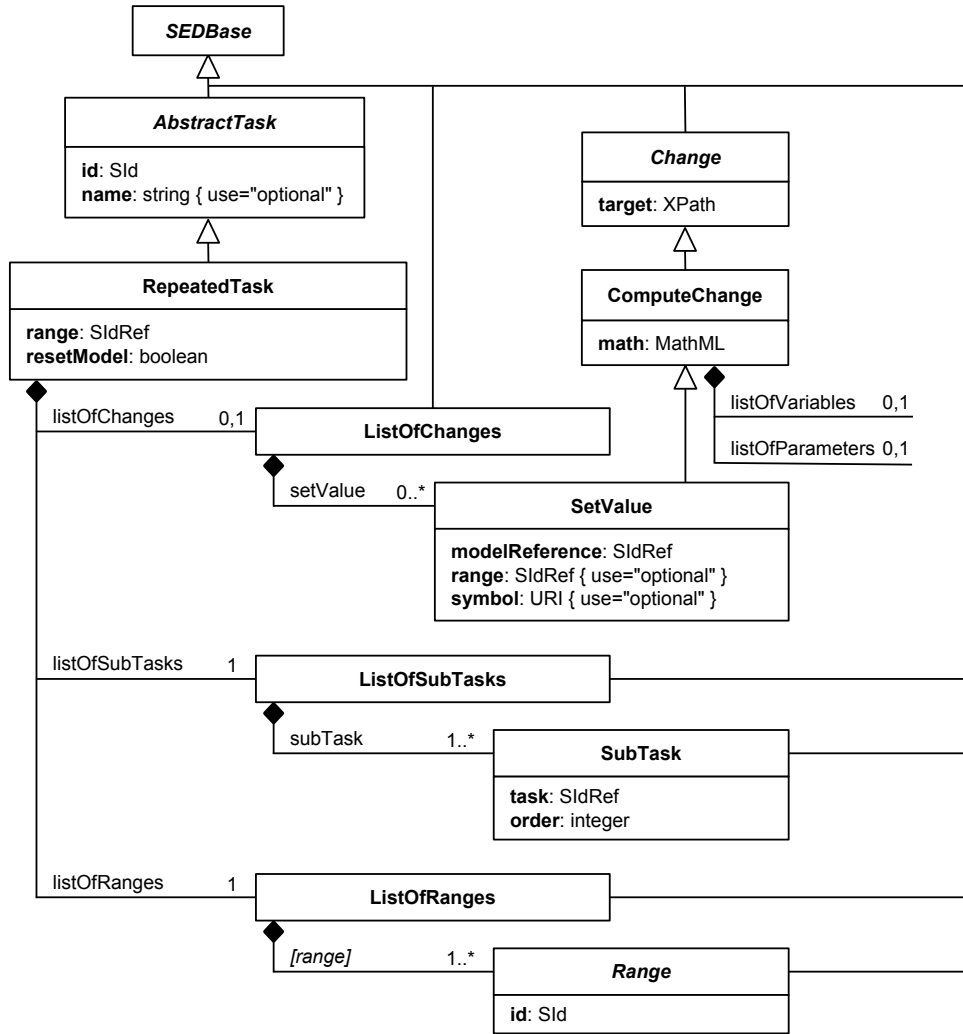 SEDBase
AbstractTask
id: SId
name: string { use="optional" }
Change
target: XPath
RepeatedTask
range: SIdRef
resetModel: boolean
ComputeChange
math: MathML
listOfChanges 0,1
ListOfChanges
listOfVariables 0,1
listOfParameters 0,1
setValue 0..*
SetValue
modelReference: SIdRef
range: SIdRef { use="optional" }
symbol: URI { use="optional" }
listOfSubTasks 1
ListOfSubTasks
subTask 1..*
SubTask
task: SIdRef
order: integer
listOfRanges 1
ListOfRanges
[range] 1..*
Range
id: SId